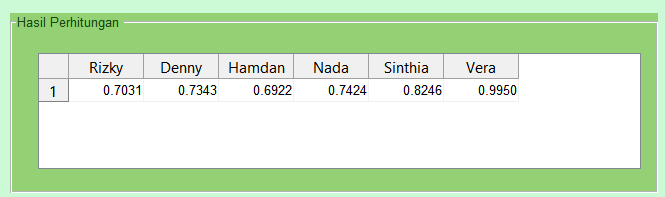 Hasil Perhitungan
Rizky Denny Hamdan Nada Sinthia Vera
1 0.7031 0.7343 0.6922 0.7424 0.8246 0.9950